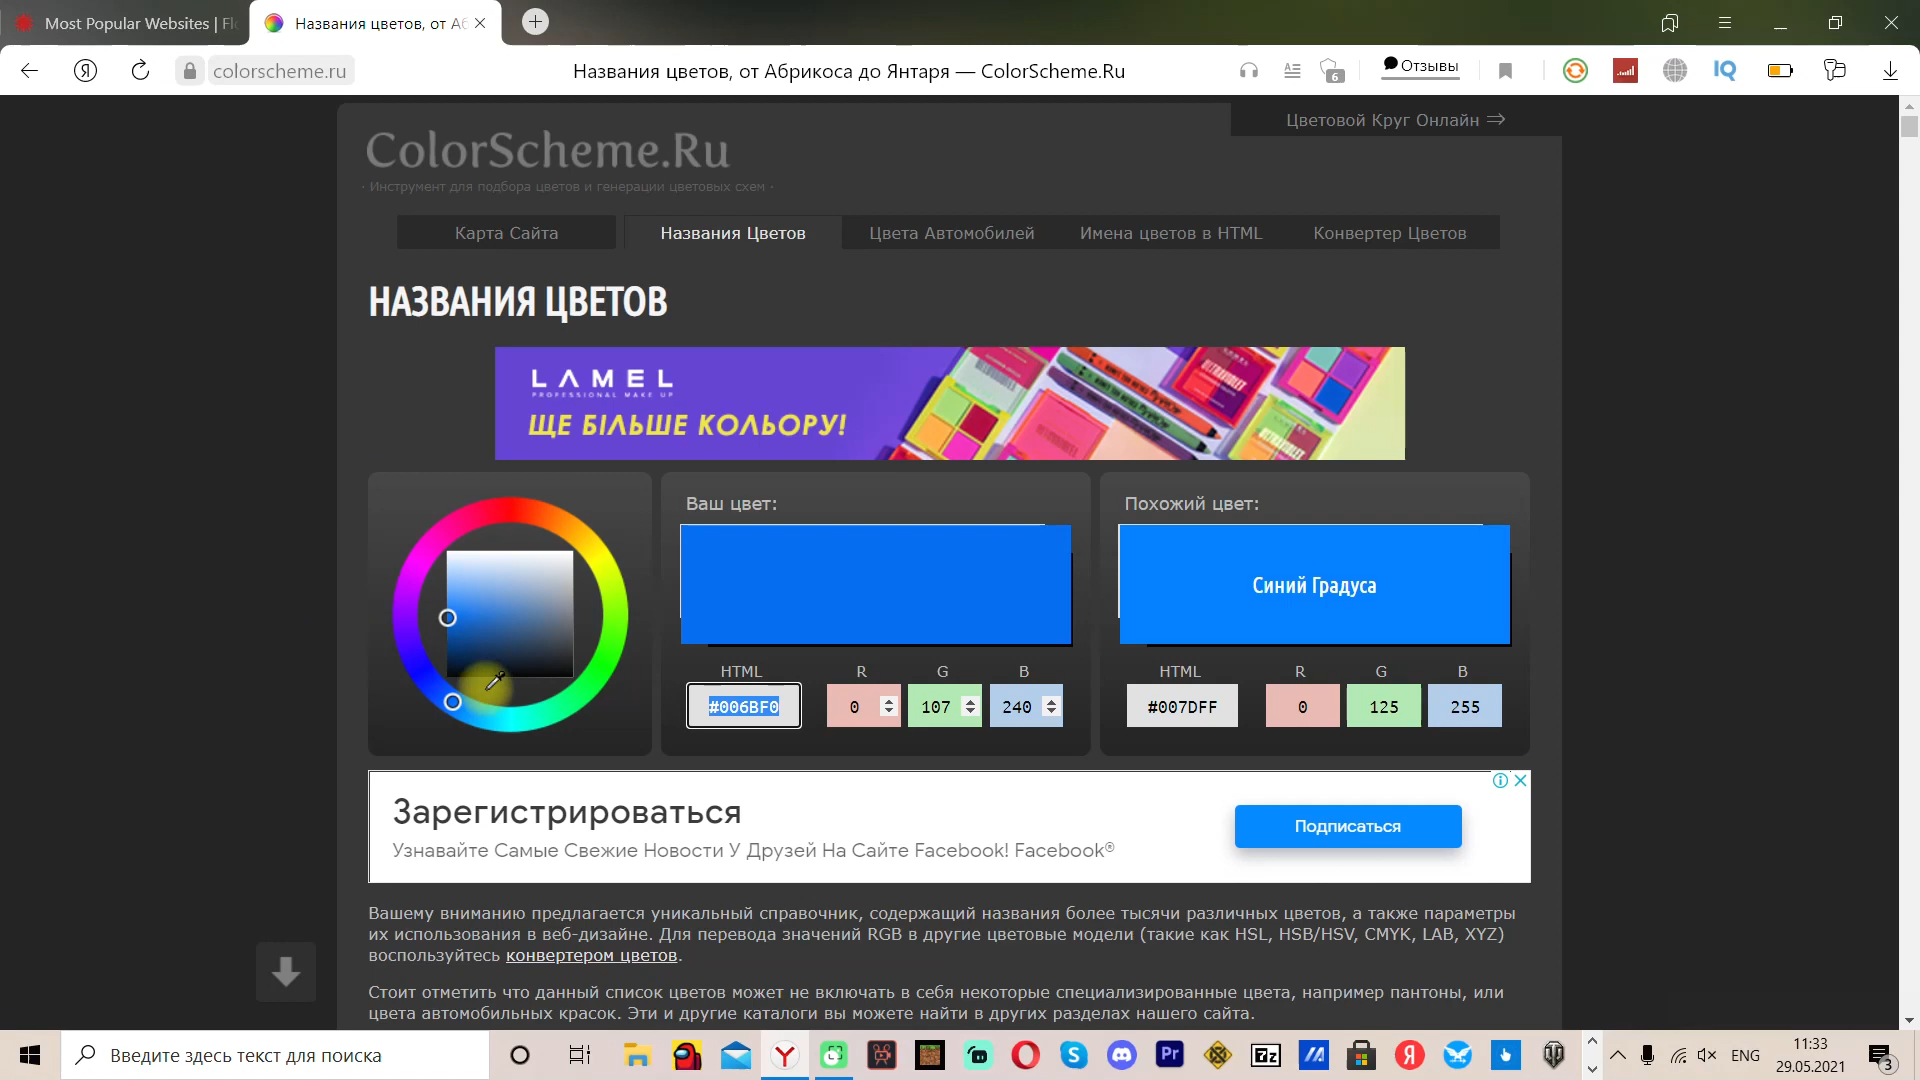 Most Popular Websites | Fl
Названия цветов, от Аб
colorscheme.ru
Названия цветов, от Абрикоса до Янтаря — ColorScheme.Ru
6
Отзывы
IQ
Цветовой Круг Онлайн ⇒
ColorScheme.Ru
· Инструмент для подбора цветов и генерации цветовых схем ·
Карта Сайта
Названия Цветов
Цвета Автомобилей
Имена цветов в HTML
Конвертер Цветов
НАЗВАНИЯ ЦВЕТОВ
LAMEL
PROFESSIONAL MAKE UP
ЩЕ БІЛЬШЕ КОЛЬОРУ!
Ваш цвет:
HTML R G B
#006BF0 0 107 240
Похожий цвет:
Синий Градуса
HTML R G B
#007DFF 0 125 255
Зарегистрироваться
Узнавайте Самые Свежие Новости У Друзей На Сайте Facebook! Facebook®
Подписаться
Вашему вниманию предлагается уникальный справочник, содержащий названия более тысячи различных цветов, а также параметры
их использования в веб-дизайне. Для перевода значений RGB в другие цветовые модели (такие как HSL, HSB/HSV, CMYK, LAB, XYZ)
воспользуйтесь конвертером цветов.
Стоит отметить что данный список цветов может не включать в себя некоторые специализированные цвета, например пантоны, или
цвета автомобильных красок. Эти и другие каталоги вы можете найти в других разделах нашего сайта.
Введите здесь текст для поиска
Pr
7z
ENG
11:33
29.05.2021
3